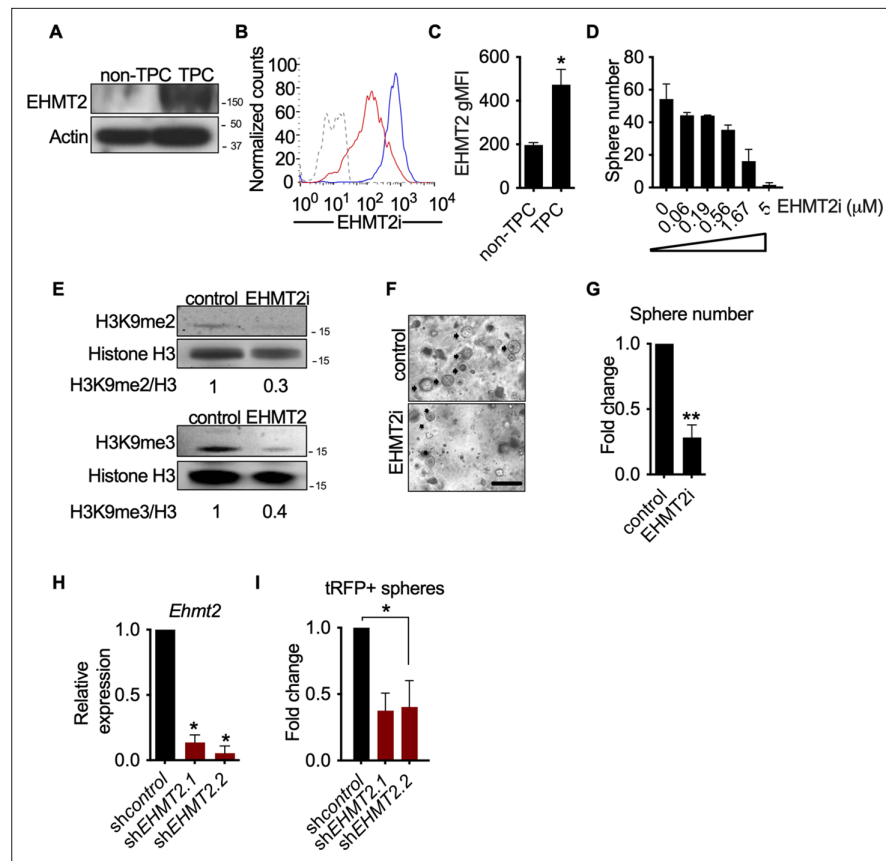 A
non-TPC TPC
EHMT2
- 150
- 50
Actin
- 37
B
Normalized counts
100
80
60
40
20
0
10^0 10^1 10^2 10^3 10^4
EHMT2i
C
EHMT2 gMFI
600
400
200
0
*
non-TPC
TPC
D
Sphere number
80
60
40
20
0
0
0.06
0.19
0.56
1.67
5
EHMT2i (μM)
E
control EHMT2i
H3K9me2
- 15
Histone H3
- 15
H3K9me2/H3 1 0.3
control EHMT2
H3K9me3
- 15
Histone H3
- 15
H3K9me3/H3 1 0.4
F
control
EHMT2i
G
Sphere number
Fold change
1.0
0.5
0.0
**
control
EHMT2i
H
Ehmt2
Relative
expression
1.0
0.5
0.0
*
*
shcontrol
shEHMT2.1
shEHMT2.2
I
tRFP+ spheres
*
Fold change
1.0
0.5
0.0
shcontrol
shEHMT2.1
shEHMT2.2